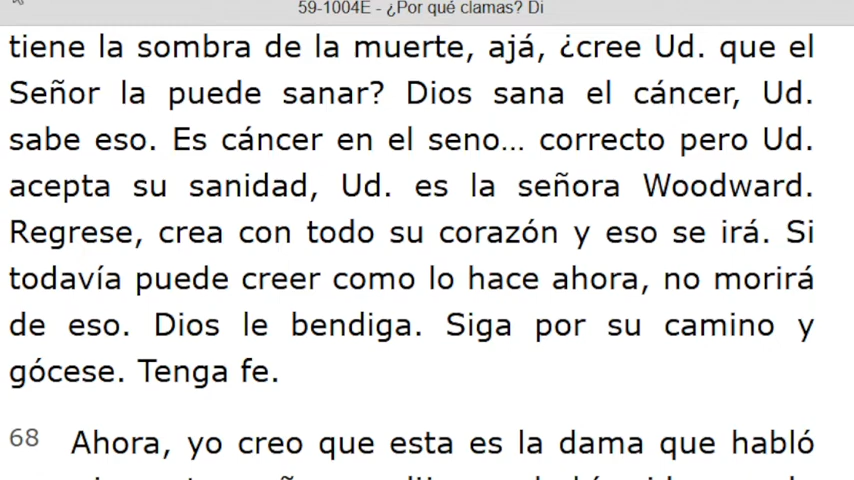 59-1004E - ¿Por qué clamas? Di
tiene la sombra de la muerte, ajá, ¿cree Ud. que el
Señor la puede sanar? Dios sana el cáncer, Ud.
sabe eso. Es cáncer en el seno... correcto pero Ud.
acepta su sanidad, Ud. es la señora Woodward.
Regrese, crea con todo su corazón y eso se irá. Si
todavía puede creer como lo hace ahora, no morirá
de eso. Dios le bendiga. Siga por su camino y
gócese. Tenga fe.
68 Ahora, yo creo que esta es la dama que habló